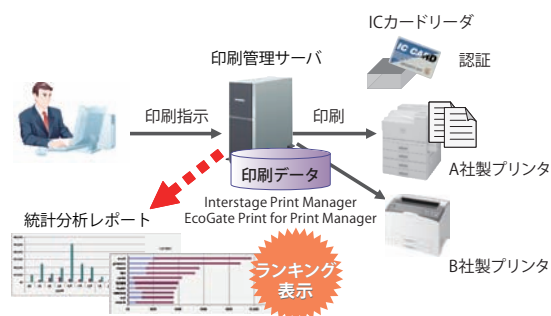 ICカードリーダ
IC CARD
認証
印刷管理サーバ
印刷指示
印刷
A社製プリンタ
印刷データ
Interstage Print Manager
EcoGate Print for Print Manager
統計分析レポート
B社製プリンタ
ランキング
表示